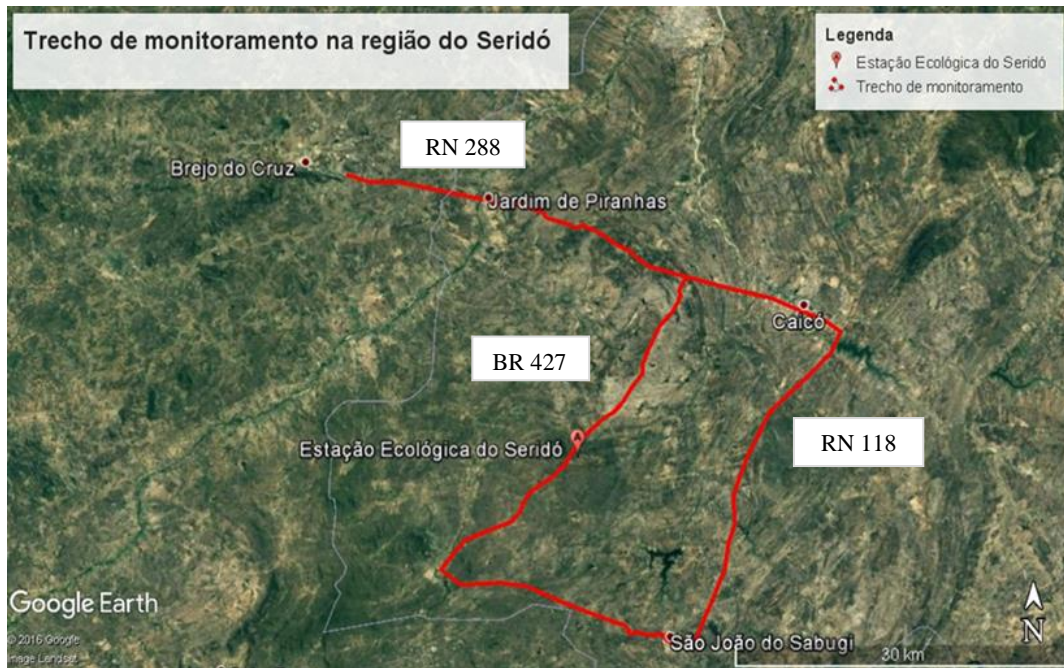 Trecho de monitoramento na região do Seridó
Legenda
Estação Ecológica do Seridó
Trecho de monitoramento
RN 288
Brejo do Cruz
Jardim de Piranhas
Caicó
BR 427
RN 118
A
Estação Ecológica do Seridó
São João do Sabugi
Google Earth
© 2016 Google
Image Landsat
N
30 km